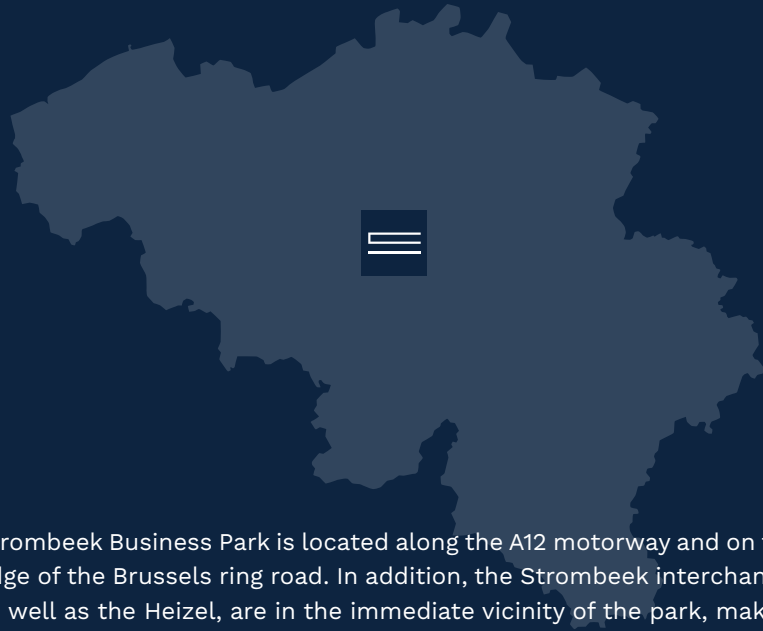 rombeek Business Park is located along the A12 motorway and on
ge of the Brussels ring road. In addition, the Strombeek interchan
well as the Heizel, are in the immediate vicinity of the park, mak